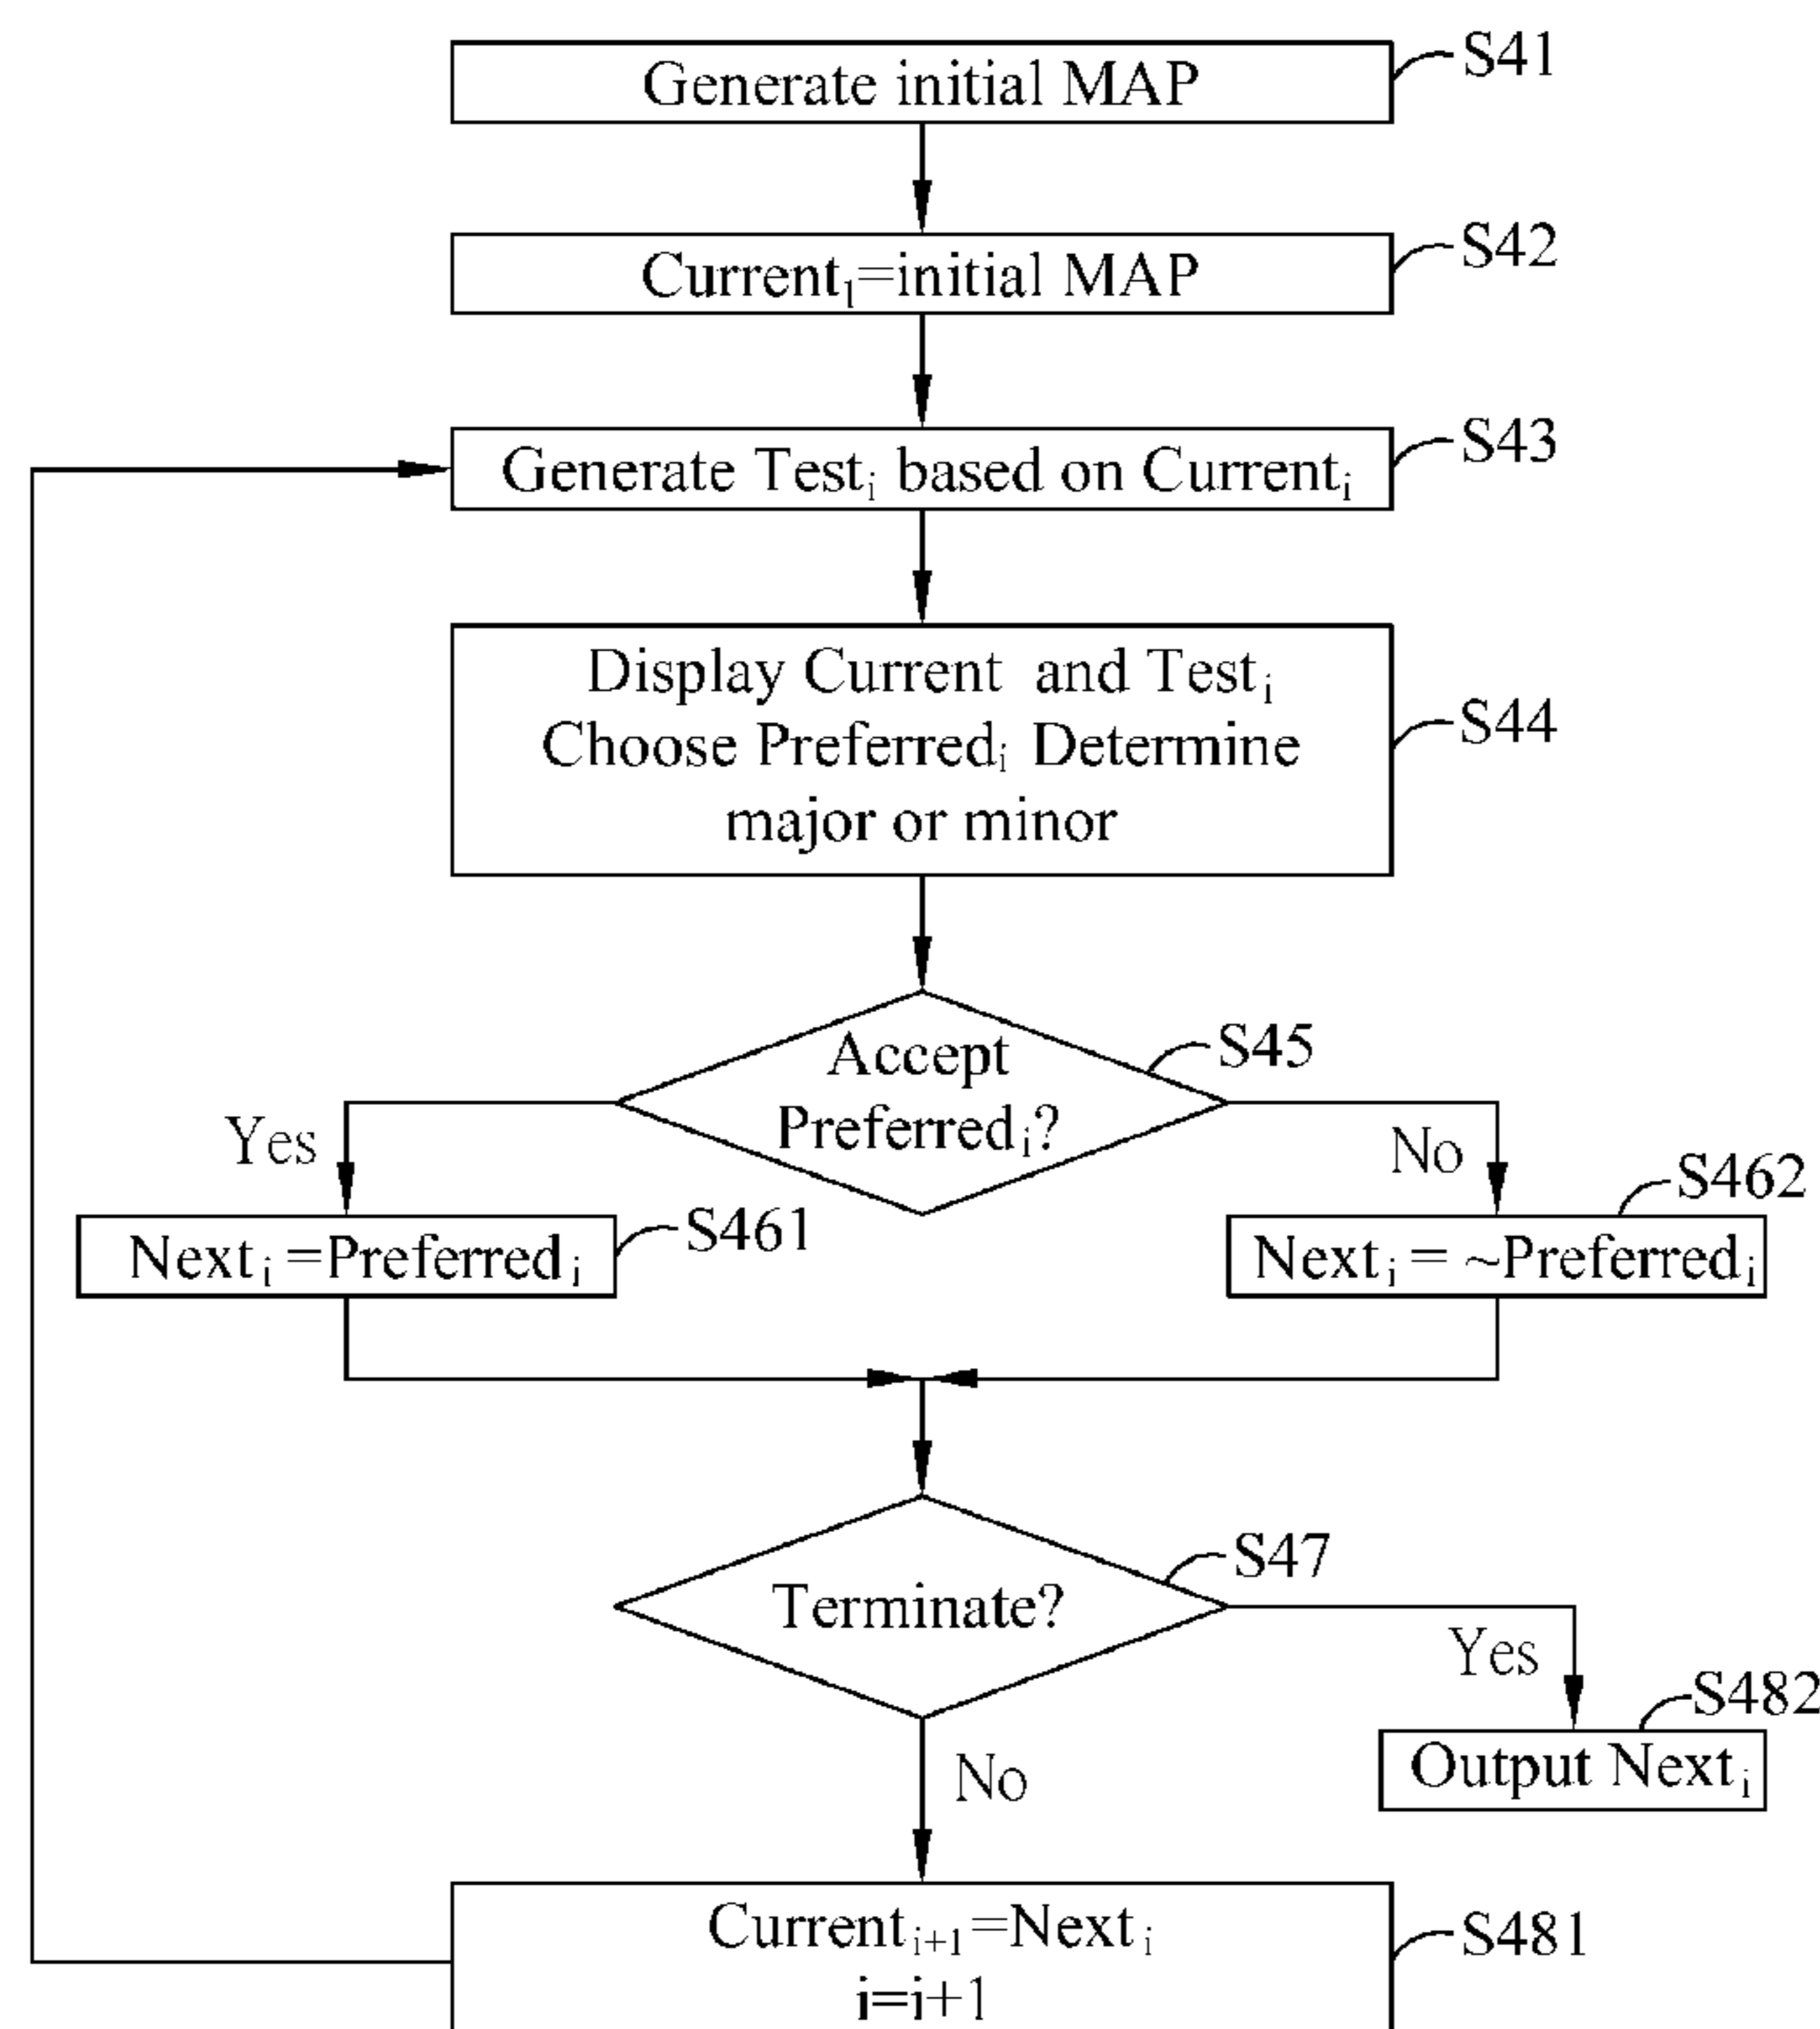 Generate initial MAP
S41
Current₁=initial MAP
S42
Generate Testᵢ based on Currentᵢ
S43
Display Current and Testᵢ
Choose Preferredᵢ Determine
major or minor
S44
Accept
Preferredᵢ?
S45
Yes
No
Nextᵢ=Preferredᵢ
S461
Nextᵢ= ~Preferredᵢ
S462
Terminate?
S47
Yes
No
Output Nextᵢ
S482
Currentᵢ₊₁=Nextᵢ
i=i+1
S481